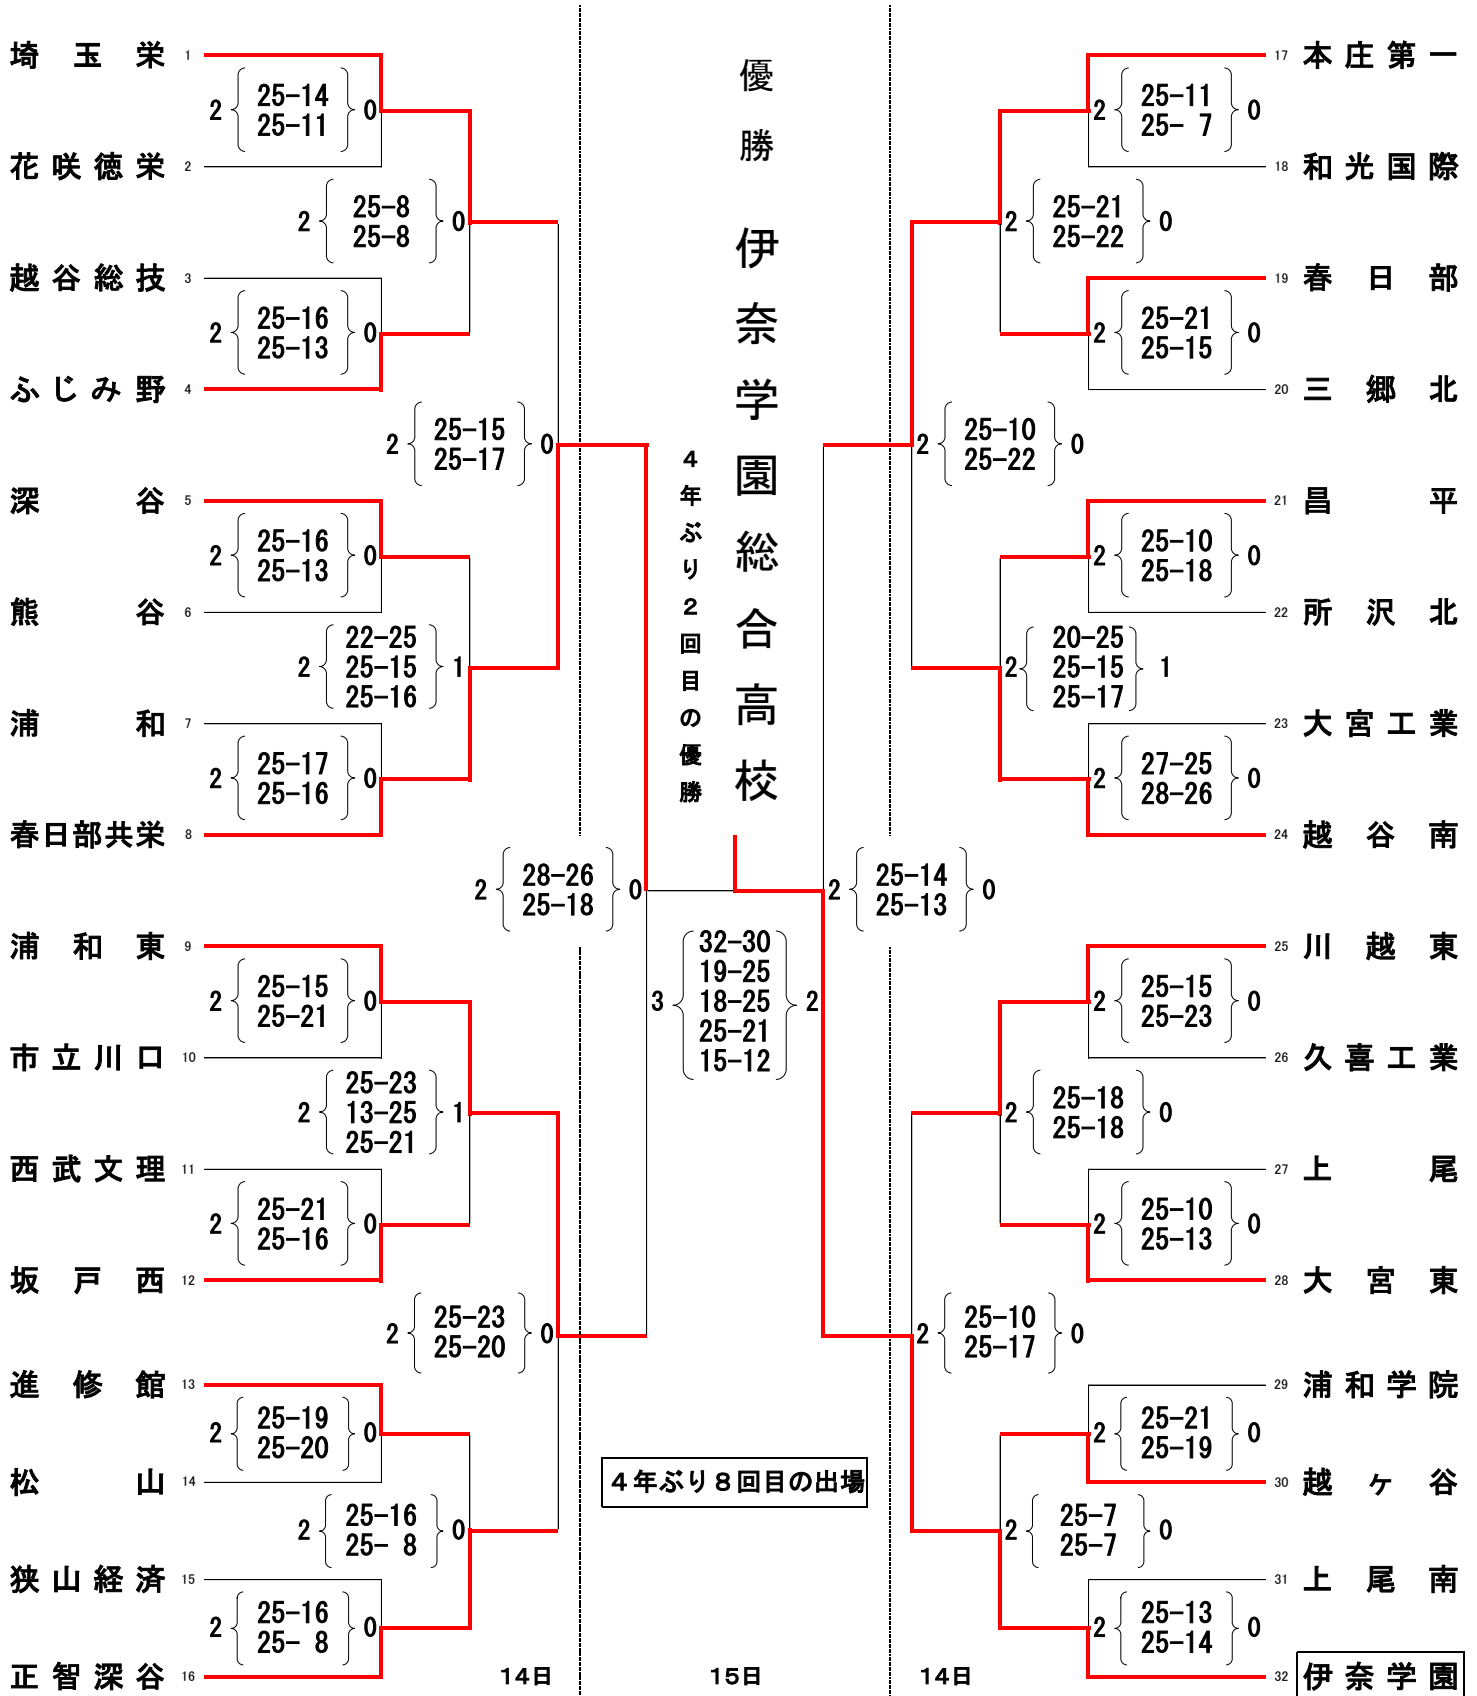 埼玉栄 1
2 25-14 0
25-11
花咲徳栄 2
2 25-8 0
25-8
越谷総技 3
2 25-16 0
25-13
ふじみ野 4
2 25-15 0
25-17
深谷 5
2 25-16 0
25-13
熊谷 6
22-25
2 25-15 1
25-16
浦和 7
2 25-17 0
25-16
春日部共栄 8
2 28-26 0
25-18
浦和東 9
2 25-15 0
25-21
市立川口 10
25-23
2 13-25 1
25-21
西武文理 11
2 25-21 0
25-16
坂戸西 12
2 25-23 0
25-20
進修館 13
2 25-19 0
25-20
松山 14
2 25-16 0
25- 8
狭山経済 15
2 25-16 0
25- 8
正智深谷 16
優勝 伊奈学園総合高校
4年ぶり2回目の優勝
32-30
19-25
3 18-25 2
25-21
15-12
4年ぶり8回目の出場
14日 15日 14日
17 本庄第一
2 25-11 0
25- 7
18 和光国際
2 25-21 0
25-22
19 春日部
2 25-21 0
25-15
20 三郷北
2 25-10 0
25-22
21 昌平
2 25-10 0
25-18
22 所沢北
20-25
2 25-15 1
25-17
23 大宮工業
2 27-25 0
28-26
24 越谷南
2 25-14 0
25-13
25 川越東
2 25-15 0
25-23
26 久喜工業
2 25-18 0
25-18
27 上尾
2 25-10 0
25-13
28 大宮東
2 25-10 0
25-17
29 浦和学院
2 25-21 0
25-19
30 越ヶ谷
2 25-7 0
25-7
31 上尾南
2 25-13 0
25-14
32 伊奈学園